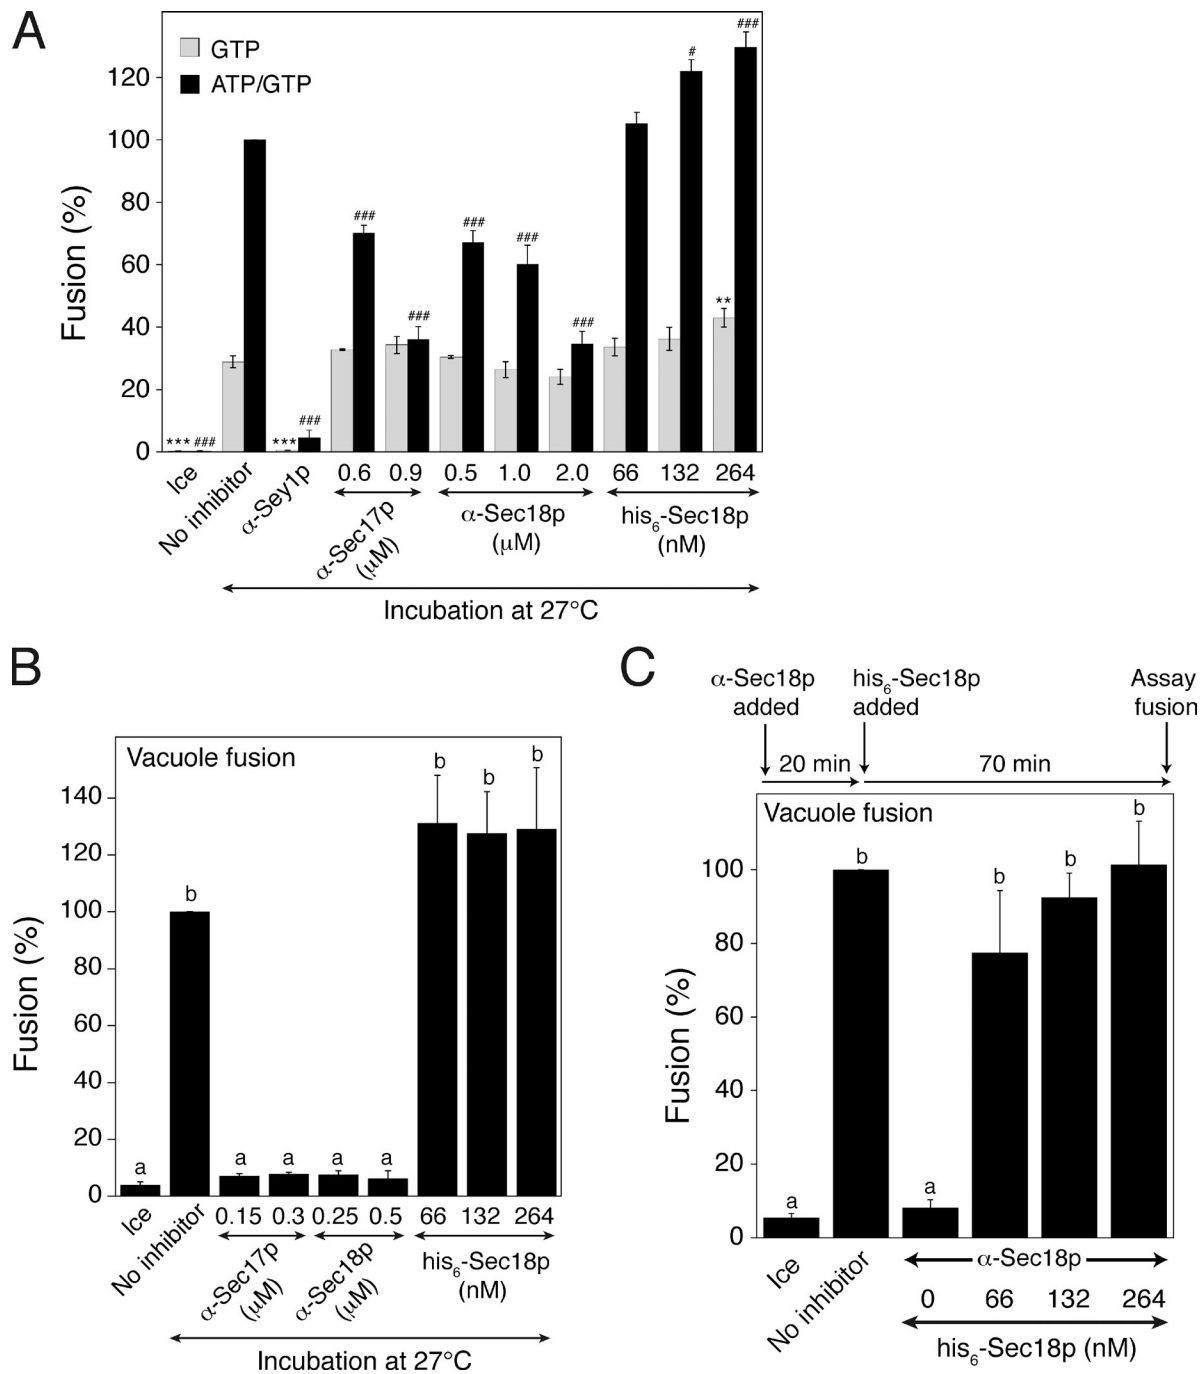 A
GTP
ATP/GTP
Fusion (%)
120
100
80
60
40
20
0
*** ###
*** ###
###
###
###
###
###
#
** ###
Ice
No inhibitor
α-Sey1p
0.6 0.9 0.5 1.0 2.0 66 132 264
α-Sec17p
(μM)
α-Sec18p
(μM)
his6-Sec18p
(nM)
Incubation at 27°C
B
Vacuole fusion
Fusion (%)
140
120
100
80
60
40
20
0
a b a a a a b b b
Ice
No inhibitor
0.15 0.3 0.25 0.5 66 132 264
α-Sec17p
(μM)
α-Sec18p
(μM)
his6-Sec18p
(nM)
Incubation at 27°C
C
α-Sec18p
added
his6-Sec18p
added
Assay
fusion
20 min
70 min
Vacuole fusion
Fusion (%)
100
80
60
40
20
0
a b a b b b
Ice
No inhibitor
α-Sec18p
0 66 132 264
his6-Sec18p (nM)